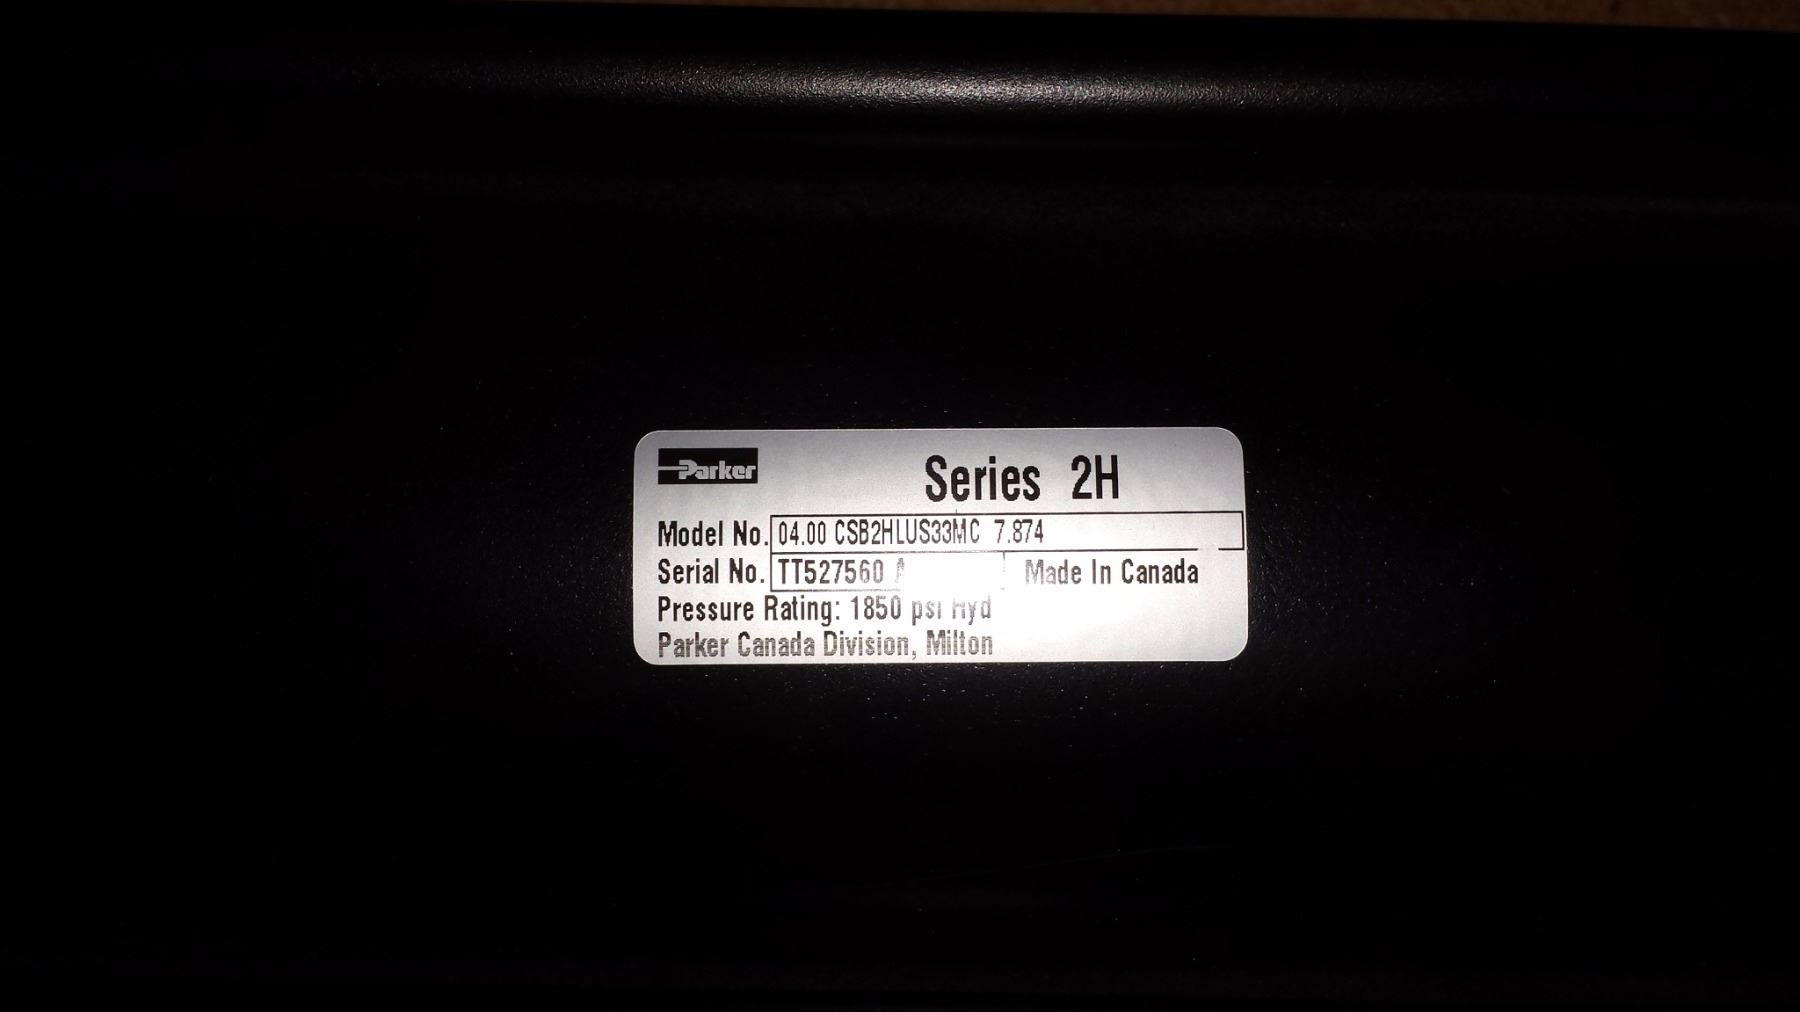 Parker
Series 2H
Model No. 04.00 CSB2HLUS33MC 7.874
Serial No. TT527560
Made In Canada
Pressure Rating: 1850 psi Hyd
Parker Canada Division, Milton